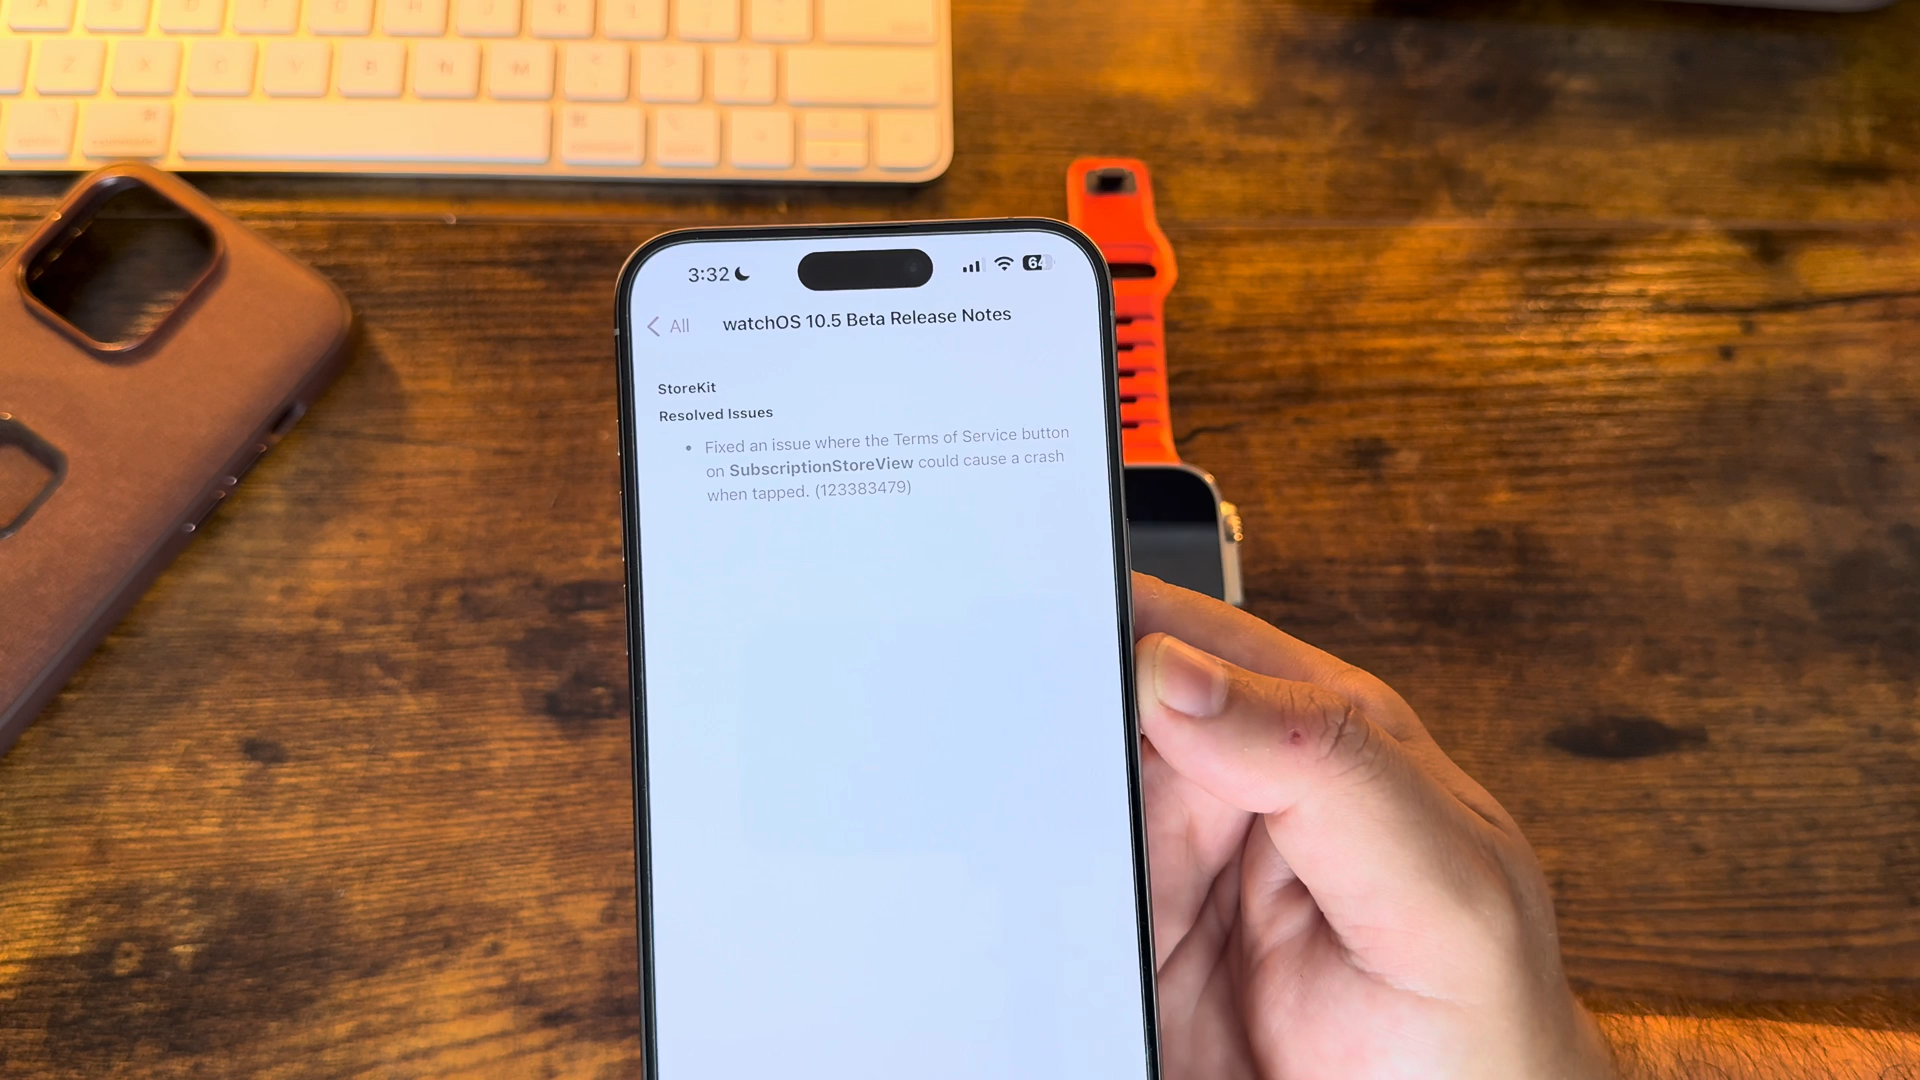 Z X C V B N M
3:32 64
All watchOS 10.5 Beta Release Notes
StoreKit
Resolved Issues
• Fixed an issue where the Terms of Service button
on SubscriptionStoreView could cause a crash
when tapped. (123383479)